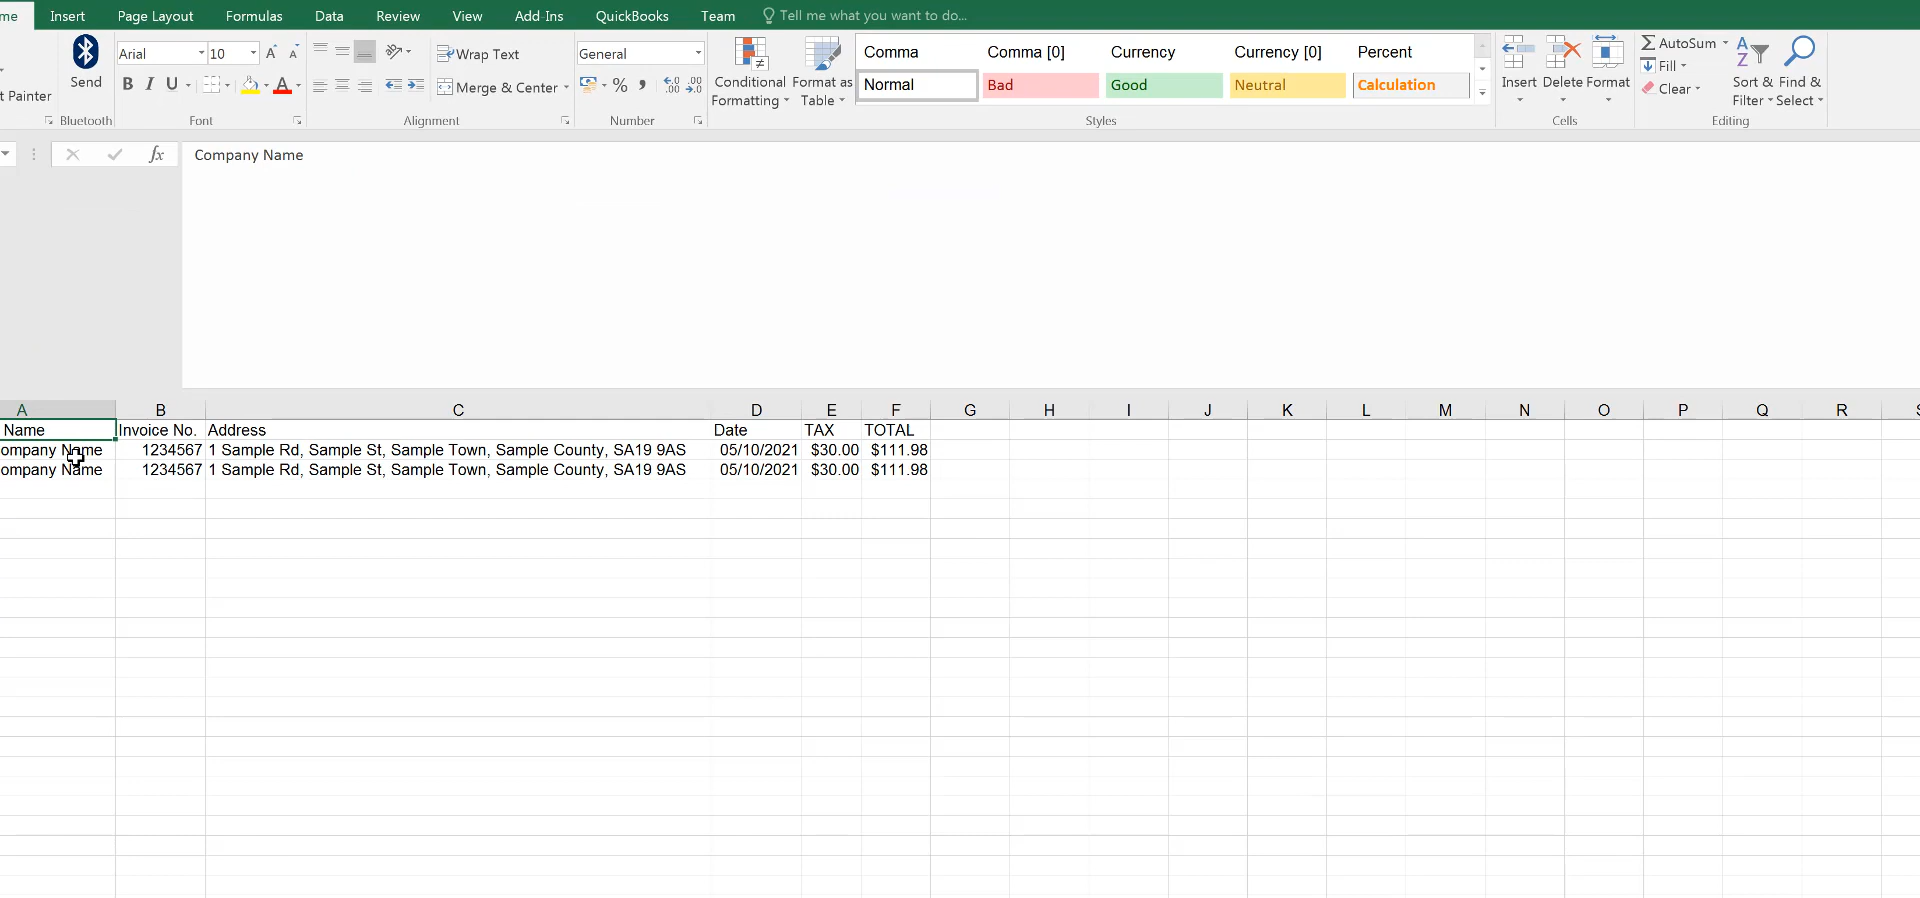 me Insert Page Layout Formulas Data Review View Add-Ins QuickBooks Team Tell me what you want to do...
Arial 10 Wrap Text General Comma Comma [0] Currency Currency [0] Percent AutoSum
Send B I U Merge & Center % Conditional Formatting Format as Table Normal Bad Good Neutral Calculation Insert Delete Format Fill Sort & Filter Find & Select
t Painter Clear
Bluetooth Font Alignment Number Styles Cells Editing
fx Company Name
A B C D E F G H I J K L M N O P Q R S
Name Invoice No. Address Date TAX TOTAL
ompany Name 1234567 1 Sample Rd, Sample St, Sample Town, Sample County, SA19 9AS 05/10/2021 $30.00 $111.98
ompany Name 1234567 1 Sample Rd, Sample St, Sample Town, Sample County, SA19 9AS 05/10/2021 $30.00 $111.98